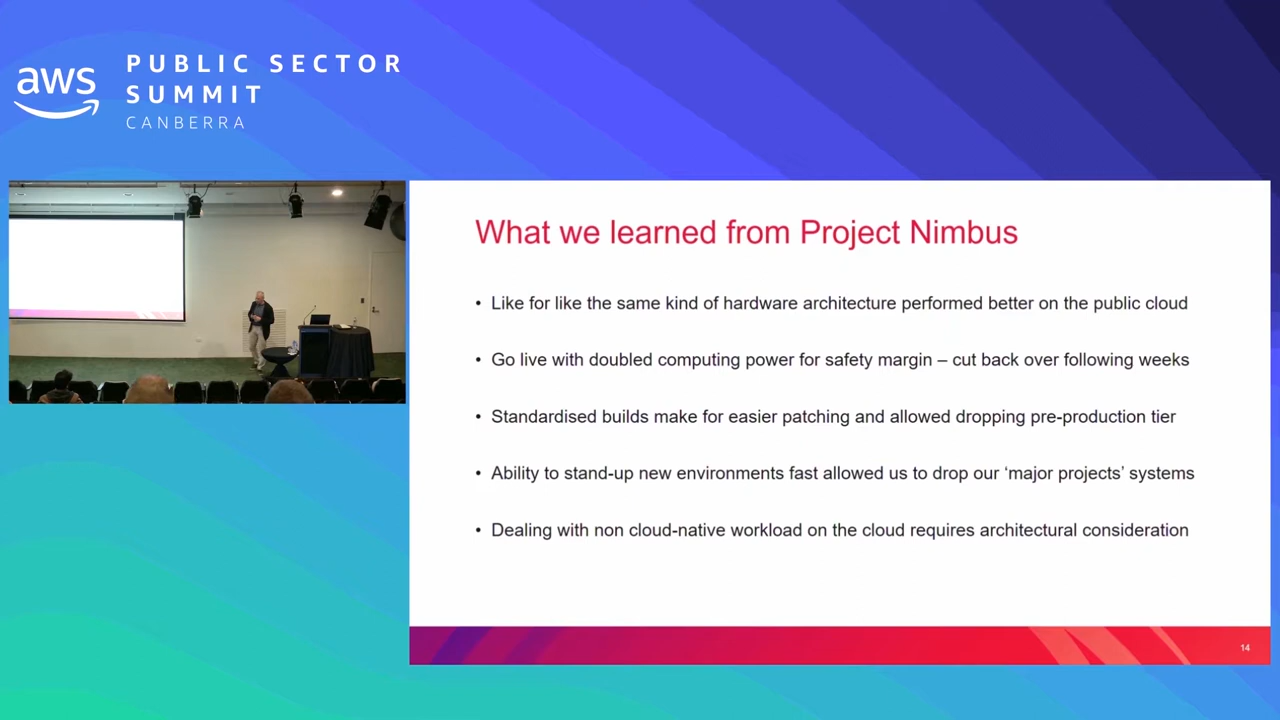 aws
PUBLIC SECTOR
SUMMIT
CANBERRA
What we learned from Project Nimbus
• Like for like the same kind of hardware architecture performed better on the public cloud
• Go live with doubled computing power for safety margin – cut back over following weeks
• Standardised builds make for easier patching and allowed dropping pre-production tier
• Ability to stand-up new environments fast allowed us to drop our ‘major projects’ systems
• Dealing with non cloud-native workload on the cloud requires architectural consideration
14